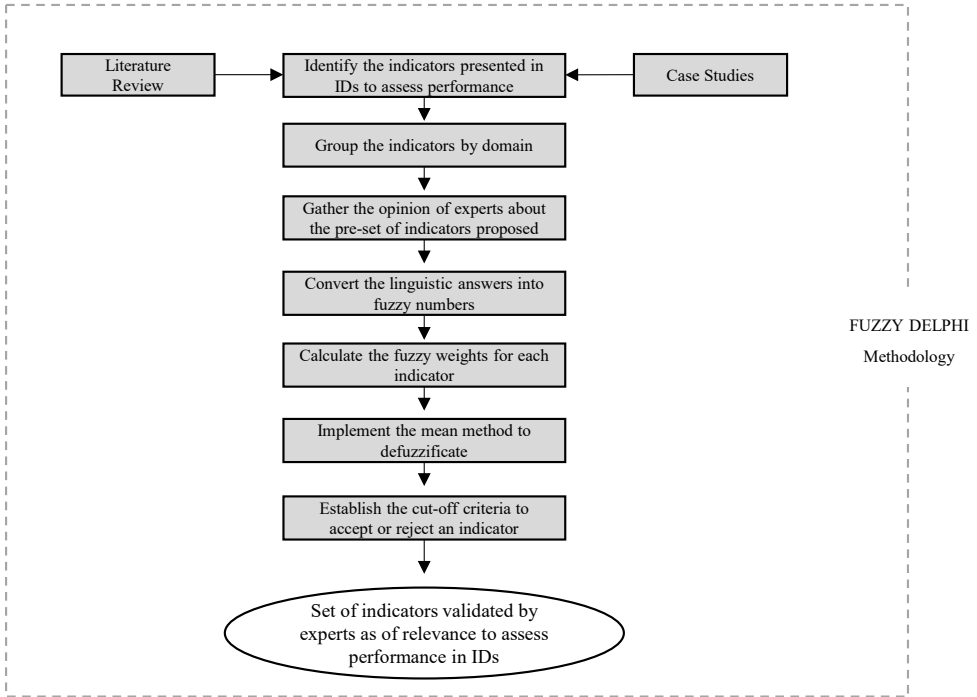 Literature
Review
Identify the indicators presented in
IDs to assess performance
Case Studies
Group the indicators by domain
Gather the opinion of experts about
the pre-set of indicators proposed
Convert the linguistic answers into
fuzzy numbers
FUZZY DELPHI
Methodology
Calculate the fuzzy weights for each
indicator
Implement the mean method to
defuzzificate
Establish the cut-off criteria to
accept or reject an indicator
Set of indicators validated by
experts as of relevance to assess
performance in IDs